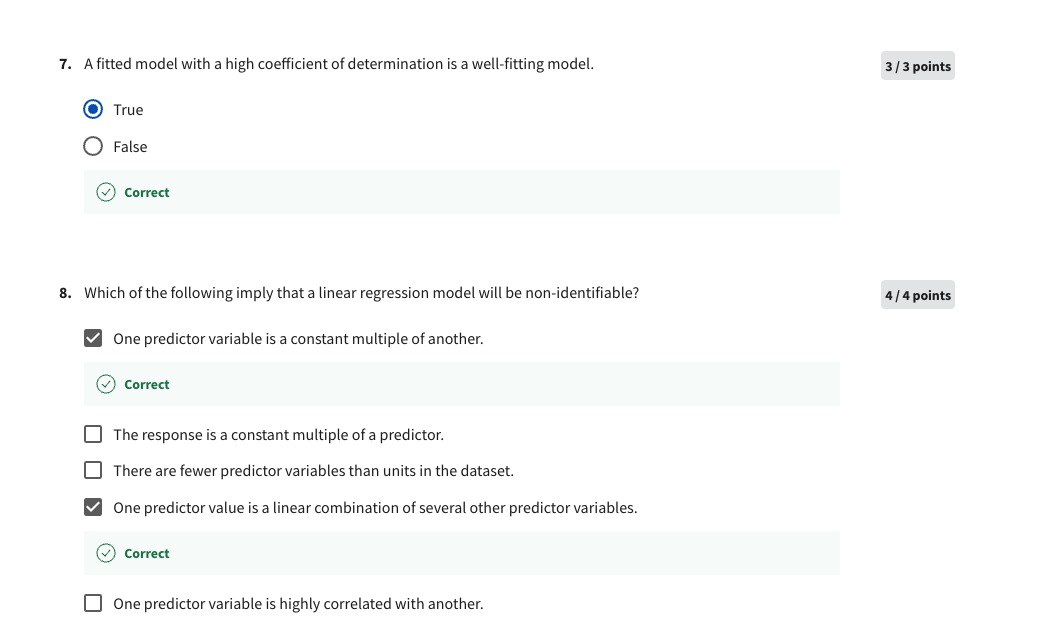 7. A fitted model with a high coefficient of determination is a well-fitting model.
3 / 3 points
True
False
Correct
8. Which of the following imply that a linear regression model will be non-identifiable?
4 / 4 points
One predictor variable is a constant multiple of another.
Correct
The response is a constant multiple of a predictor.
There are fewer predictor variables than units in the dataset.
One predictor value is a linear combination of several other predictor variables.
Correct
One predictor variable is highly correlated with another.